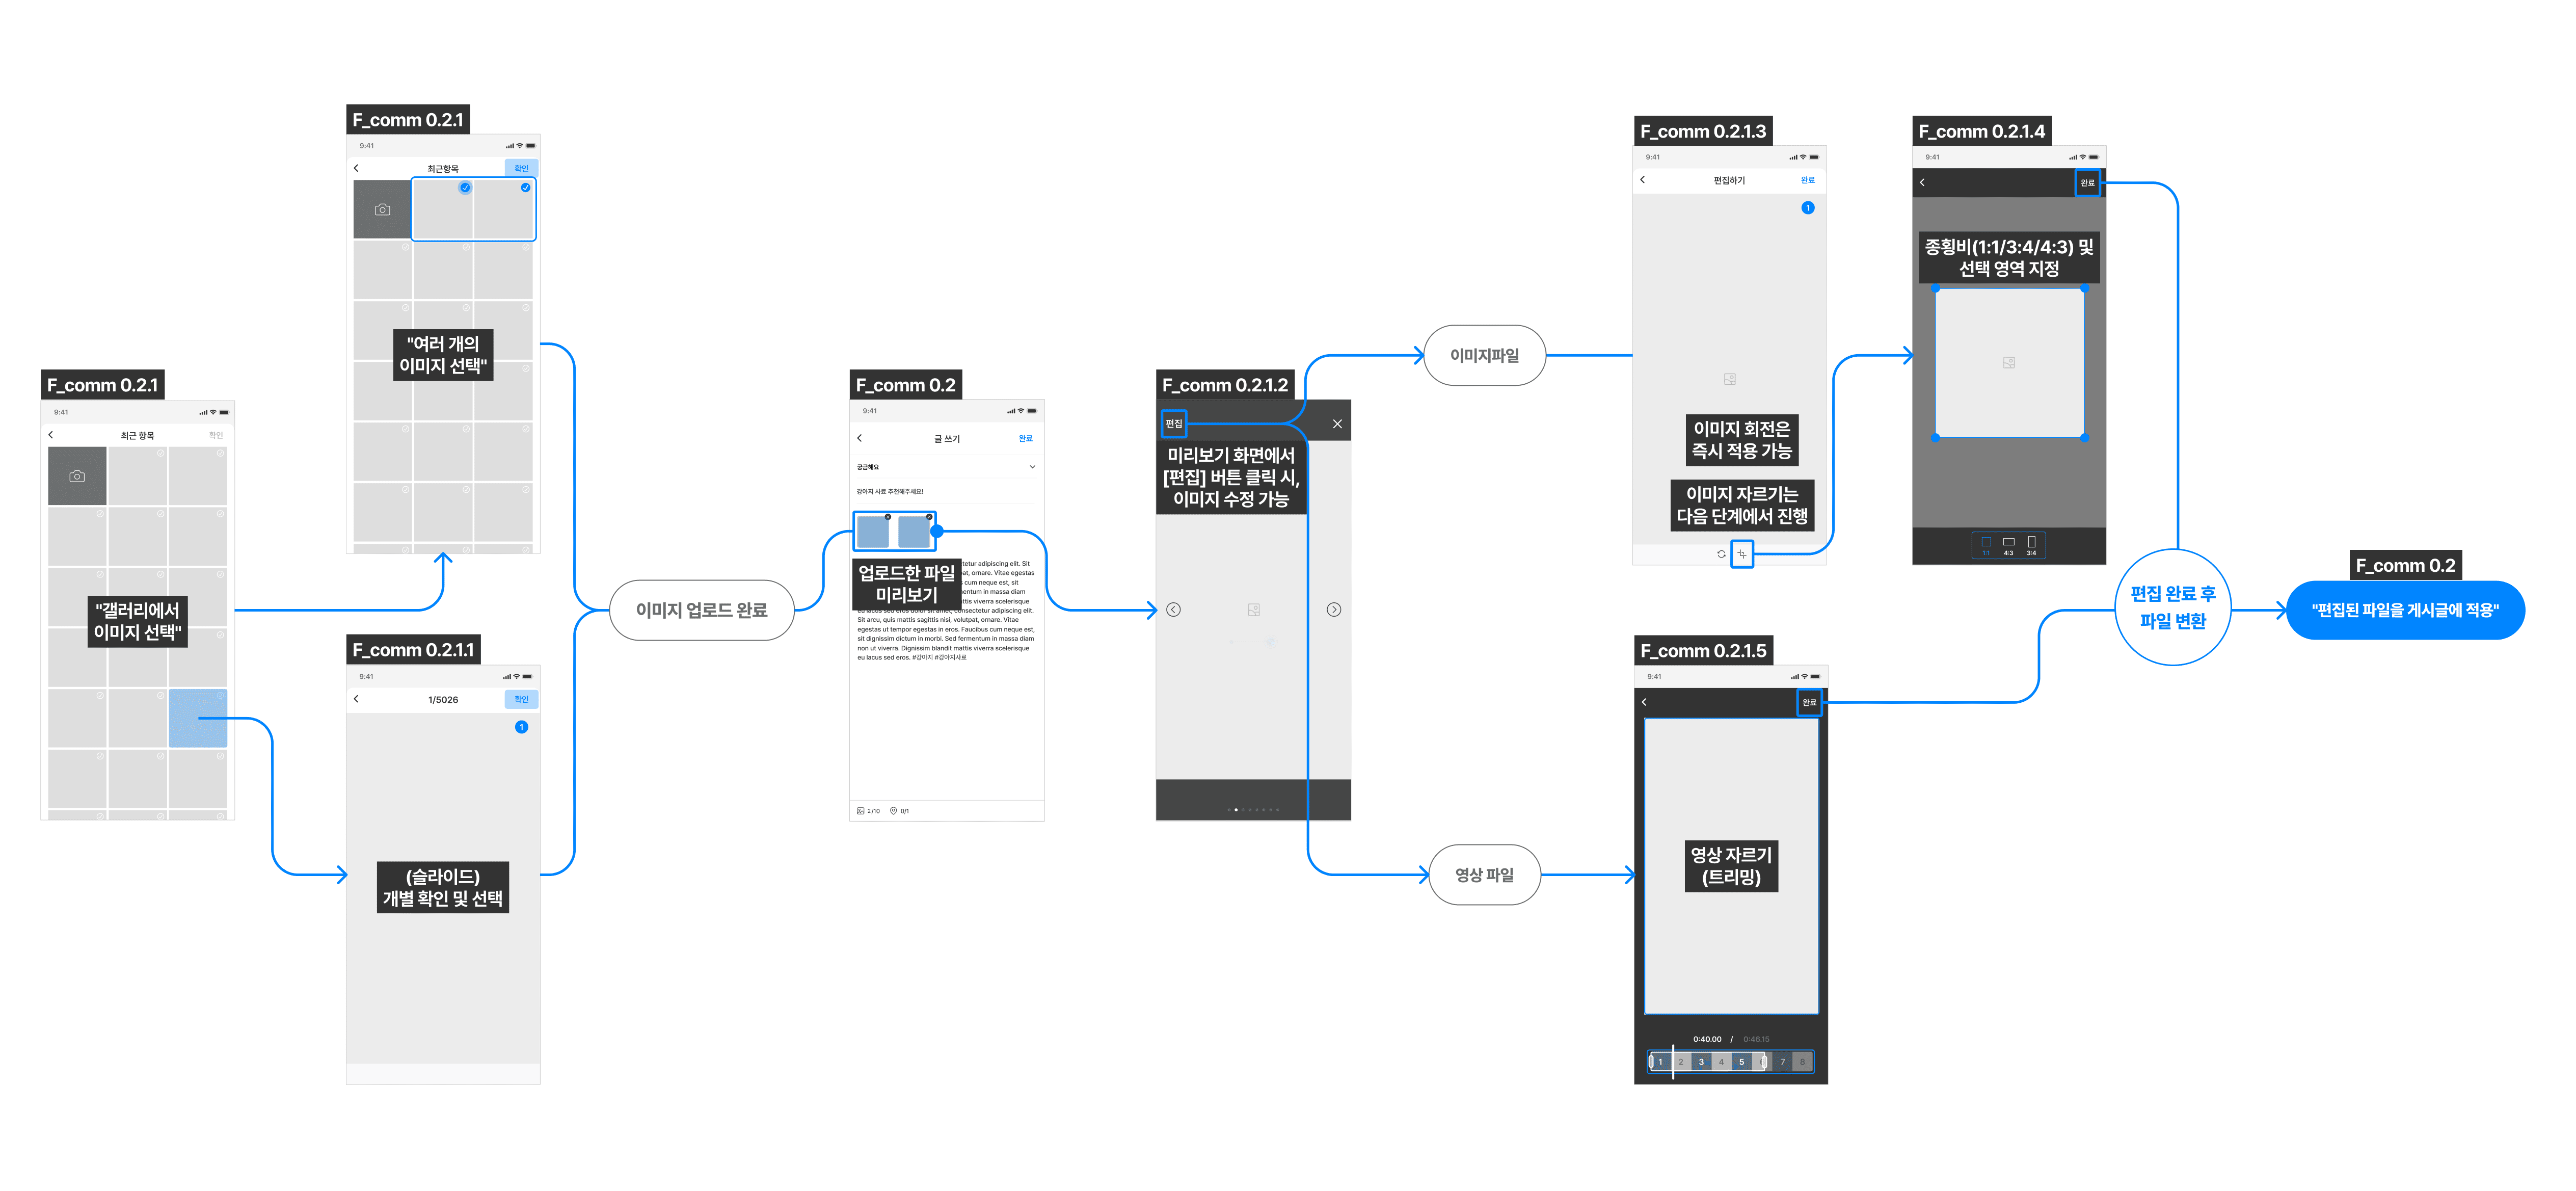 F_comm 0.2.1
9:41
최근 항목
확인
"갤러리에서
이미지 선택"
F_comm 0.2.1
9:41
최근항목
확인
"여러 개의
이미지 선택"
F_comm 0.2.1.1
9:41
1/5026
확인
1
(슬라이드)
개별 확인 및 선택
이미지 업로드 완료
F_comm 0.2
9:41
글 쓰기
완료
궁금해요
강아지 사료 추천해주세요!
업로드한 파일
미리보기
tetur adipiscing elit. Sit
pat, ornare. Vitae egestas
cum neque est, sit
mentum in massa diam
attis viverra scelerisque
eu lacus sed eros dolor sit amet, consectetur adipiscing elit.
Sit arcu, quis mattis sagittis nisi, volutpat, ornare. Vitae
egestas ut tempor egestas in eros. Faucibus cum neque est,
sit dignissim dictum in morbi. Sed fermentum in massa diam
non ut viverra. Dignissim blandit mattis viverra scelerisque
eu lacus sed eros. #강아지 #강아지사료
2/10
0/1
F_comm 0.2.1.2
편집
미리보기 화면에서
[편집] 버튼 클릭 시,
이미지 수정 가능
이미지파일
영상 파일
F_comm 0.2.1.3
9:41
편집하기
완료
1
이미지 회전은
즉시 적용 가능
이미지 자르기는
다음 단계에서 진행
F_comm 0.2.1.4
9:41
완료
종횡비(1:1/3:4/4:3) 및
선택 영역 지정
1:1
4:3
3:4
F_comm 0.2.1.5
9:41
완료
영상 자르기
(트리밍)
0:40.00 / 0:46.15
1 2 3 4 5 7 8
편집 완료 후
파일 변환
F_comm 0.2
"편집된 파일을 게시글에 적용"